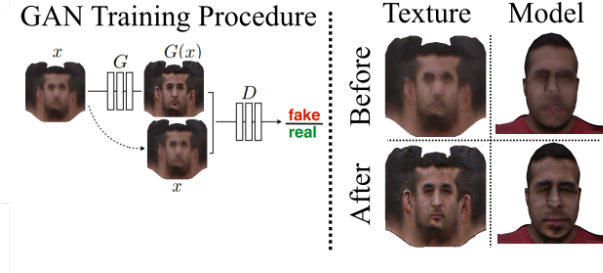 GAN Training Procedure
x
G
G(x)
D
fake
real
x
Texture
Model
Before
After